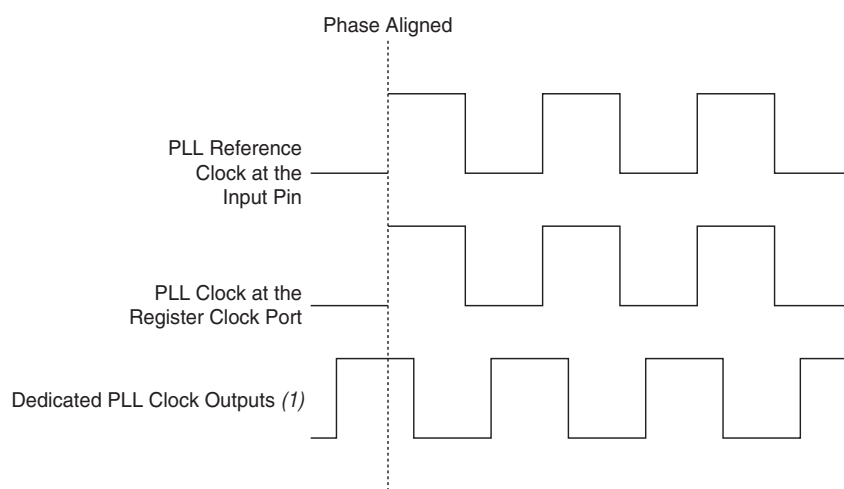 Phase Aligned
PLL Reference
Clock at the
Input Pin
PLL Clock at the
Register Clock Port
Dedicated PLL Clock Outputs (1)